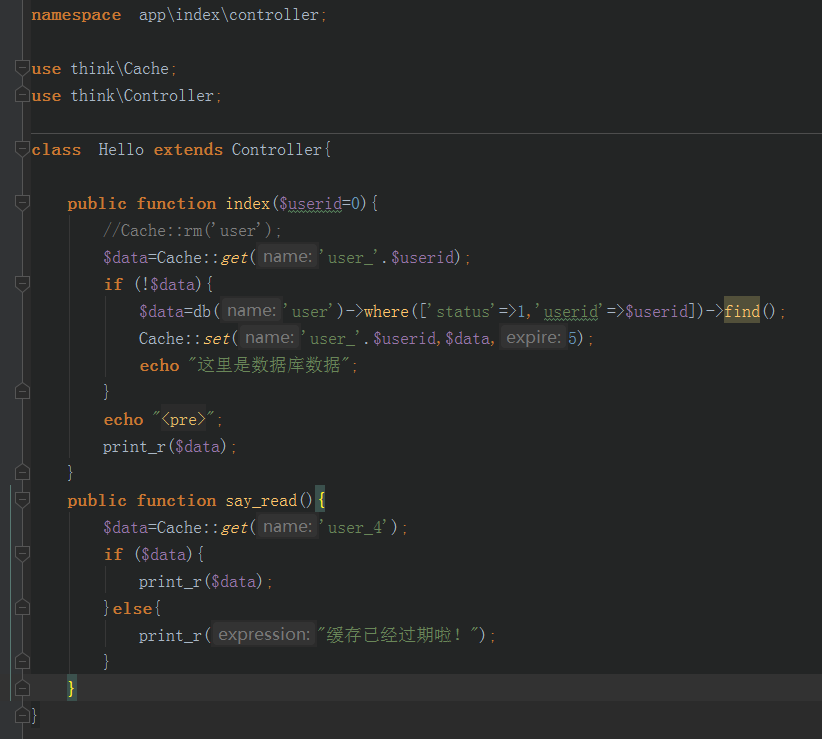 namespace  app\index\controller;
use think\Cache;
use think\Controller;
class  Hello extends Controller{
public function index($userid=0){
//Cache::rm('user');
$data=Cache::get( name: 'user_'.$userid);
if (!$data){
$data=db( name: 'user')->where(['status'=>1,'userid'=>$userid])->find();
Cache::set( name: 'user_'.$userid,$data, expire: 5);
echo "这里是数据库数据";
}
echo "<pre>";
print_r($data);
}
public function say_read(){
$data=Cache::get( name: 'user_4');
if ($data){
print_r($data);
}else{
print_r( expression: "缓存已经过期啦！");
}
}
}